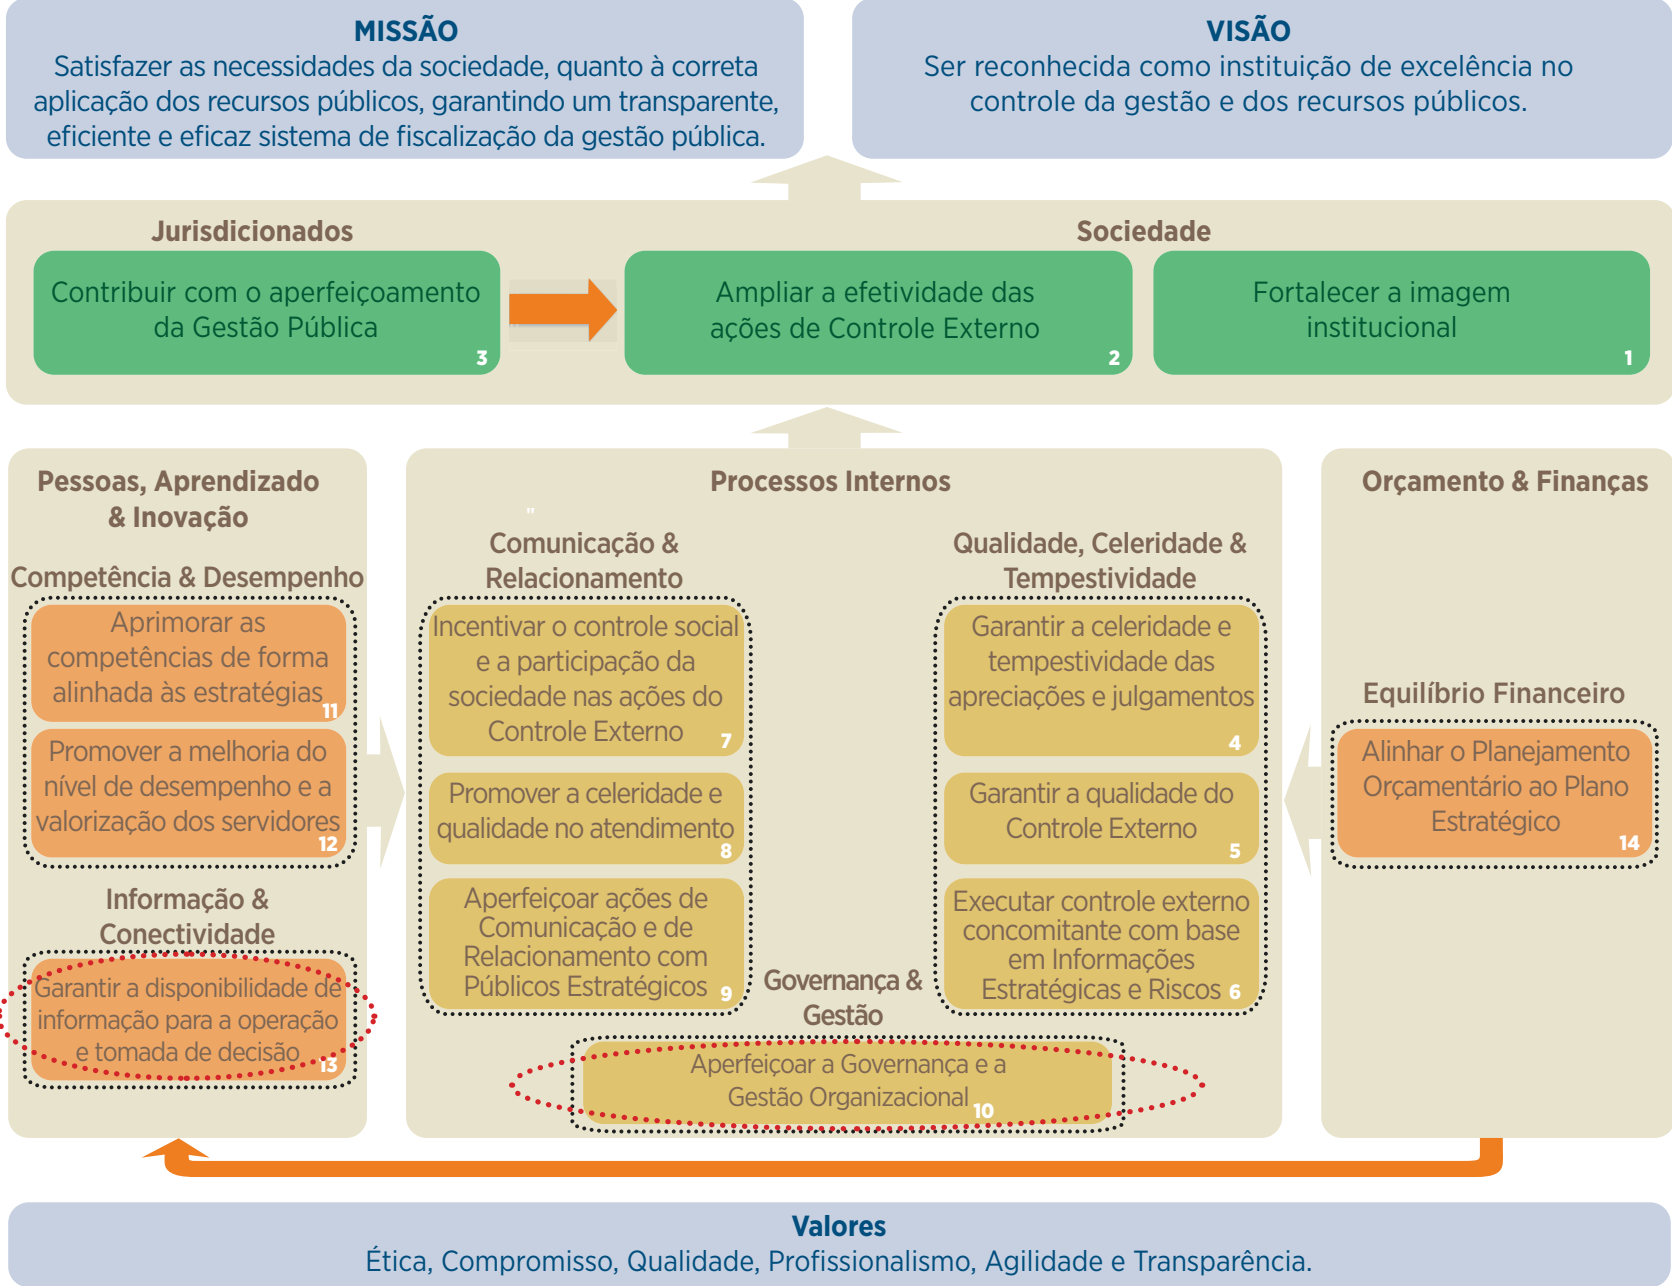 MISSÃO
Satisfazer as necessidades da sociedade, quanto à correta
aplicação dos recursos públicos, garantindo um transparente,
eficiente e eficaz sistema de fiscalização da gestão pública.
VISÃO
Ser reconhecida como instituição de excelência no
controle da gestão e dos recursos públicos.
Jurisdicionados
Contribuir com o aperfeiçoamento
da Gestão Pública
3
Sociedade
Ampliar a efetividade das
ações de Controle Externo
2
Fortalecer a imagem
institucional
1
Pessoas, Aprendizado
& Inovação
Competência & Desempenho
Aprimorar as
competências de forma
alinhada às estratégias
11
Promover a melhoria do
nível de desempenho e a
valorização dos servidores
12
Informação &
Conectividade
Garantir a disponibilidade de
informação para a operação
e tomada de decisão
13
Processos Internos
"
Comunicação &
Relacionamento
Incentivar o controle social
e a participação da
sociedade nas ações do
Controle Externo
7
Promover a celeridade e
qualidade no atendimento
8
Aperfeiçoar ações de
Comunicação e de
Relacionamento com
Públicos Estratégicos
9
Qualidade, Celeridade &
Tempestividade
Garantir a celeridade e
tempestividade das
apreciações e julgamentos
4
Garantir a qualidade do
Controle Externo
5
Executar controle externo
concomitante com base
em Informações
Estratégicas e Riscos
6
Governança &
Gestão
Aperfeiçoar a Governança e a
Gestão Organizacional
10
Orçamento & Finanças
Equilíbrio Financeiro
Alinhar o Planejamento
Orçamentário ao Plano
Estratégico
14
Valores
Ética, Compromisso, Qualidade, Profissionalismo, Agilidade e Transparência.